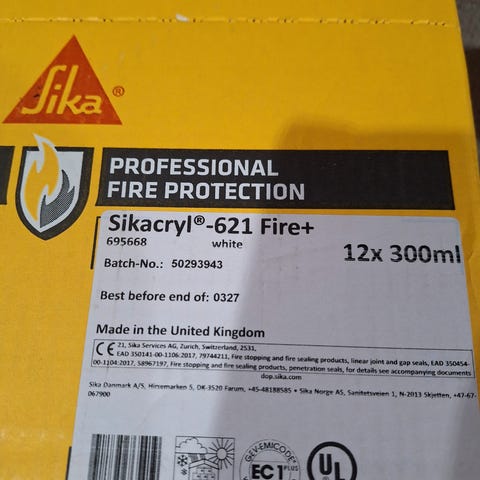 Sika®
PROFESSIONAL
FIRE PROTECTION
Sikacryl®-621 Fire+
695668 white
12x 300ml
Batch-No.: 50293943
Best before end of: 0327
Made in the United Kingdom
CE 21, Sika Services AG, Zurich, Switzerland, 2531,
EAD 350141-00-1106:2017, 79744211, Fire stopping and fire sealing products, linear joint and gap seals, EAD 350454-
00-1104:2017, 58967197, Fire stopping and fire sealing products, penetration seals, for details see accompanying documents
dop.sika.com
Sika Danmark A/S, Hirsemarken 5, DK-3520 Farum, +45-48188585 • Sika Norge AS, Sanitetsveien 1, N-2013 Skjetten, +47-67-
067900
GEV-EMICODE
EC1PLUS
UL